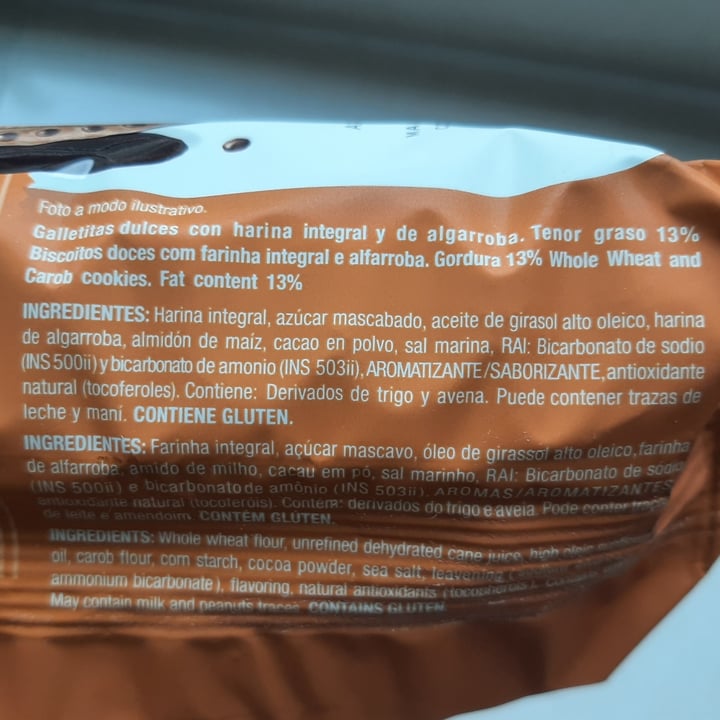 Foto a modo ilustrativo.
Galletitas dulces con harina integral y de algarroba. Tenor graso 13%
Biscoitos doces com farinha integral e alfarroba. Gordura 13% Whole Wheat and
Carob cookies. Fat content 13%
INGREDIENTES: Harina integral, azúcar mascabado, aceite de girasol alto oleico, harina
de algarroba, almidón de maíz, cacao en polvo, sal marina, RAI: Bicarbonato de sodio
(INS 500ii) y bicarbonato de amonio (INS 503ii), AROMATIZANTE/SABORIZANTE, antioxidante
natural (tocoferoles). Contiene: Derivados de trigo y avena. Puede contener trazas de
leche y maní. CONTIENE GLUTEN.
INGREDIENTES: Farinha integral, açúcar mascavo, óleo de girassol alto oleico, farinha
de alfarroba, amido de milho, cacau em pó, sal marinho, RAI: Bicarbonato de sódio
(INS 500ii) e bicarbonato de amônio (INS 503ii), AROMAS/AROMATIZANTES
antioxidante natural (tocoferóis). Contém: derivados do trigo e aveia. Pode conter
de leite e amendoim. CONTÉM GLÚTEN.
INGREDIENTS: Whole wheat flour, unrefined dehydrated cane juice, high oleic
oil, carob flour, corn starch, cocoa powder, sea salt, leavening
ammonium bicarbonate), flavoring, natural antioxidants (tocopherols).
May contain milk and peanuts traces. CONTAINS GLUTEN.